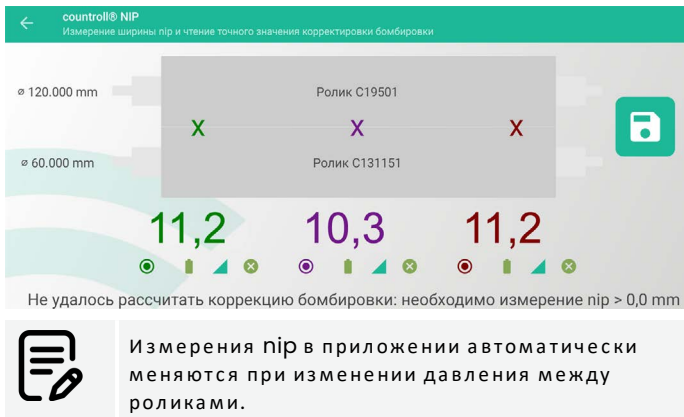 countroll® NIP
Измерение ширины nip и чтение точного значения корректировки бомбировки
⌀ 120.000 mm
Ролик C19501
X X X
⌀ 60.000 mm
Ролик C131151
11,2 10,3 11,2
Не удалось рассчитать коррекцию бомбировки: необходимо измерение nip > 0,0 mm
Измерения nip в приложении автоматически
меняются при изменении давления между
роликами.